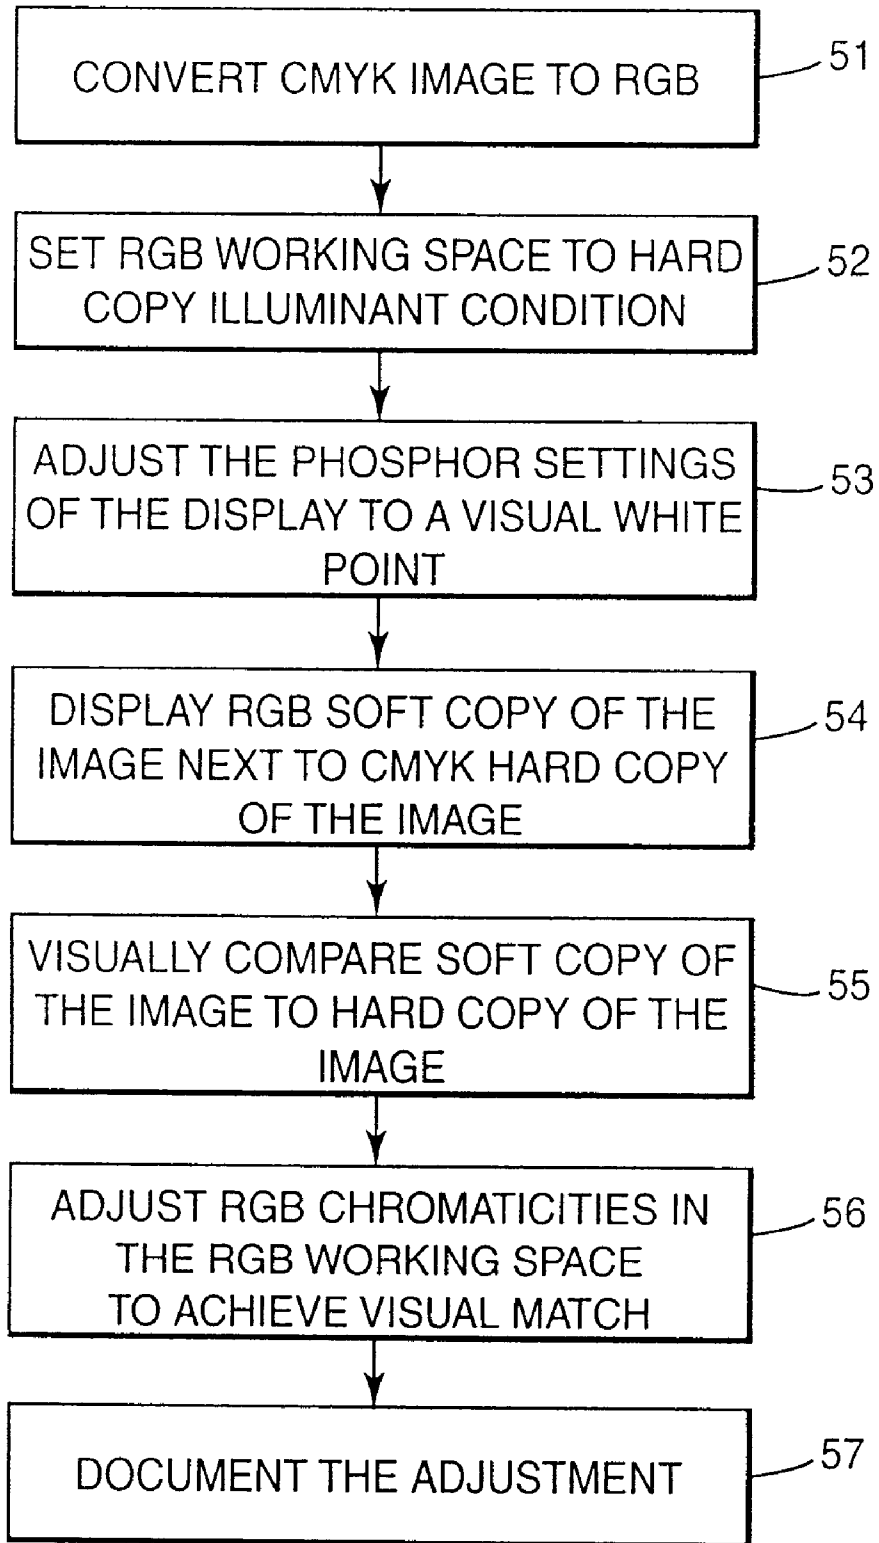 CONVERT CMYK IMAGE TO RGB
51
SET RGB WORKING SPACE TO HARD
COPY ILLUMINANT CONDITION
52
ADJUST THE PHOSPHOR SETTINGS
OF THE DISPLAY TO A VISUAL WHITE
POINT
53
DISPLAY RGB SOFT COPY OF THE
IMAGE NEXT TO CMYK HARD COPY
OF THE IMAGE
54
VISUALLY COMPARE SOFT COPY OF
THE IMAGE TO HARD COPY OF THE
IMAGE
55
ADJUST RGB CHROMATICITIES IN
THE RGB WORKING SPACE
TO ACHIEVE VISUAL MATCH
56
DOCUMENT THE ADJUSTMENT
57